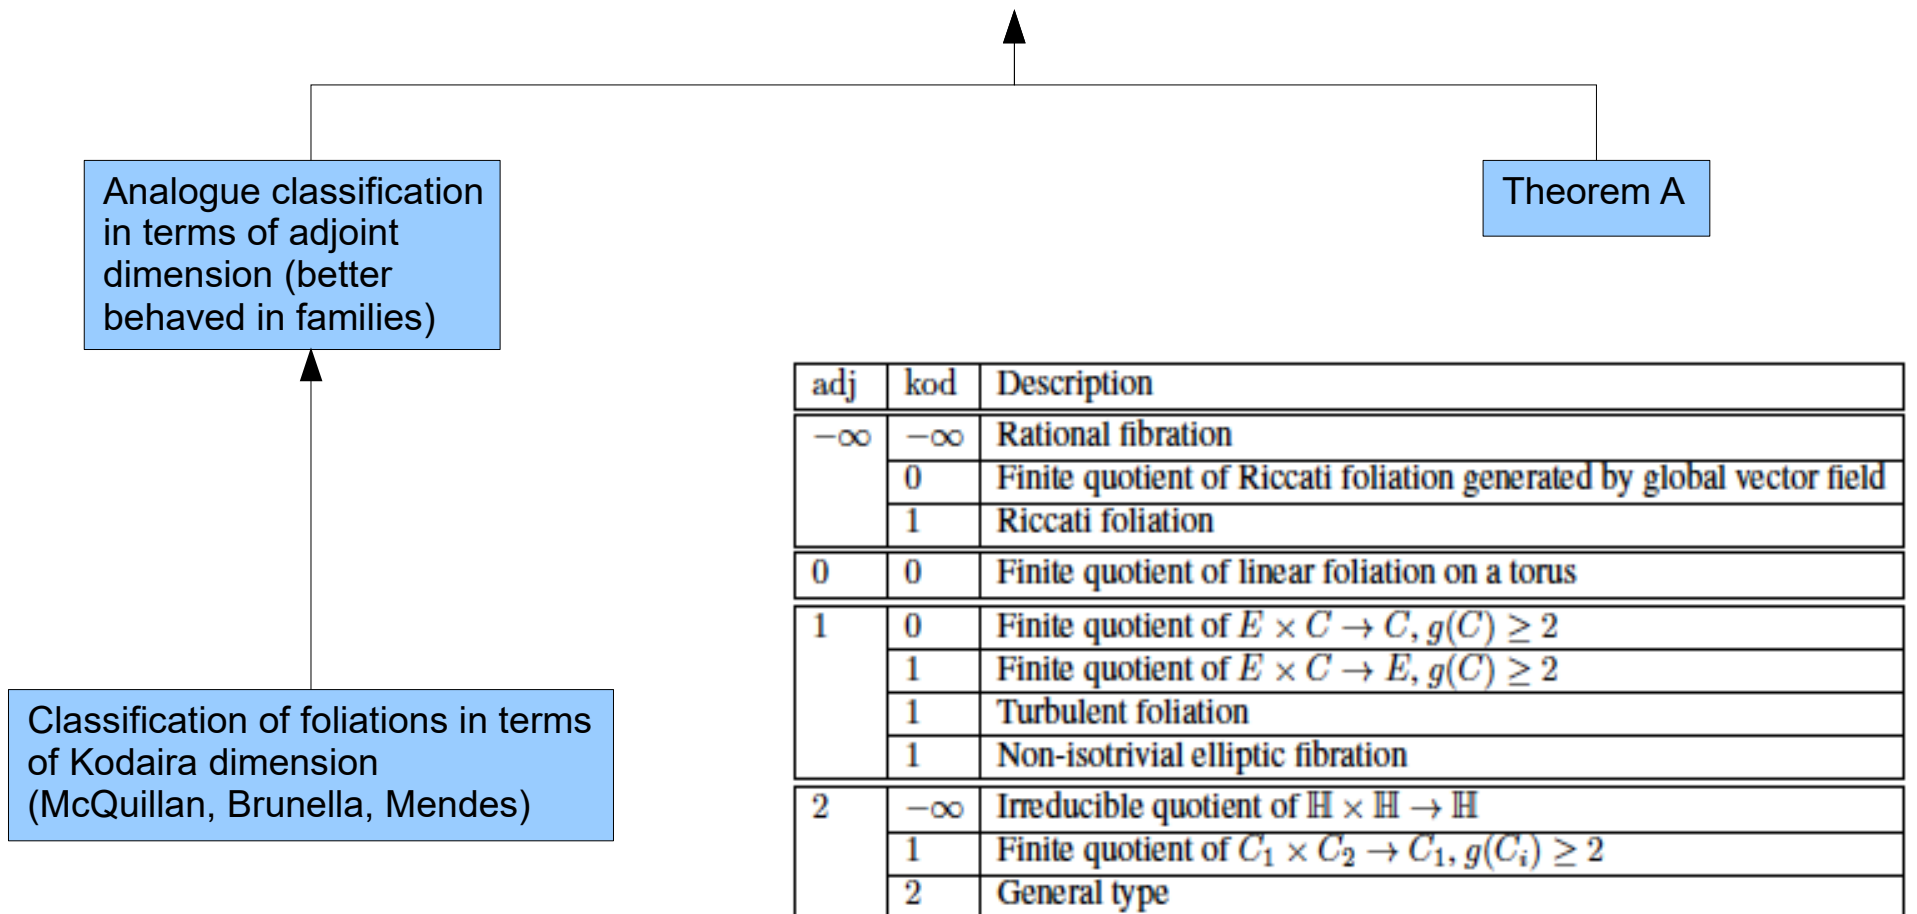 Analogue classification
in terms of adjoint
dimension (better
behaved in families)
Theorem A
Classification of foliations in terms
of Kodaira dimension
(McQuillan, Brunella, Mendes)
adj kod Description
−∞ −∞ Rational fibration
0 Finite quotient of Riccati foliation generated by global vector field
1 Riccati foliation
0 0 Finite quotient of linear foliation on a torus
1 0 Finite quotient of E × C → C, g(C) ≥ 2
1 Finite quotient of E × C → E, g(C) ≥ 2
1 Turbulent foliation
1 Non-isotrivial elliptic fibration
2 −∞ Irreducible quotient of ℍ × ℍ → ℍ
1 Finite quotient of C₁ × C₂ → C₁, g(Cᵢ) ≥ 2
2 General type